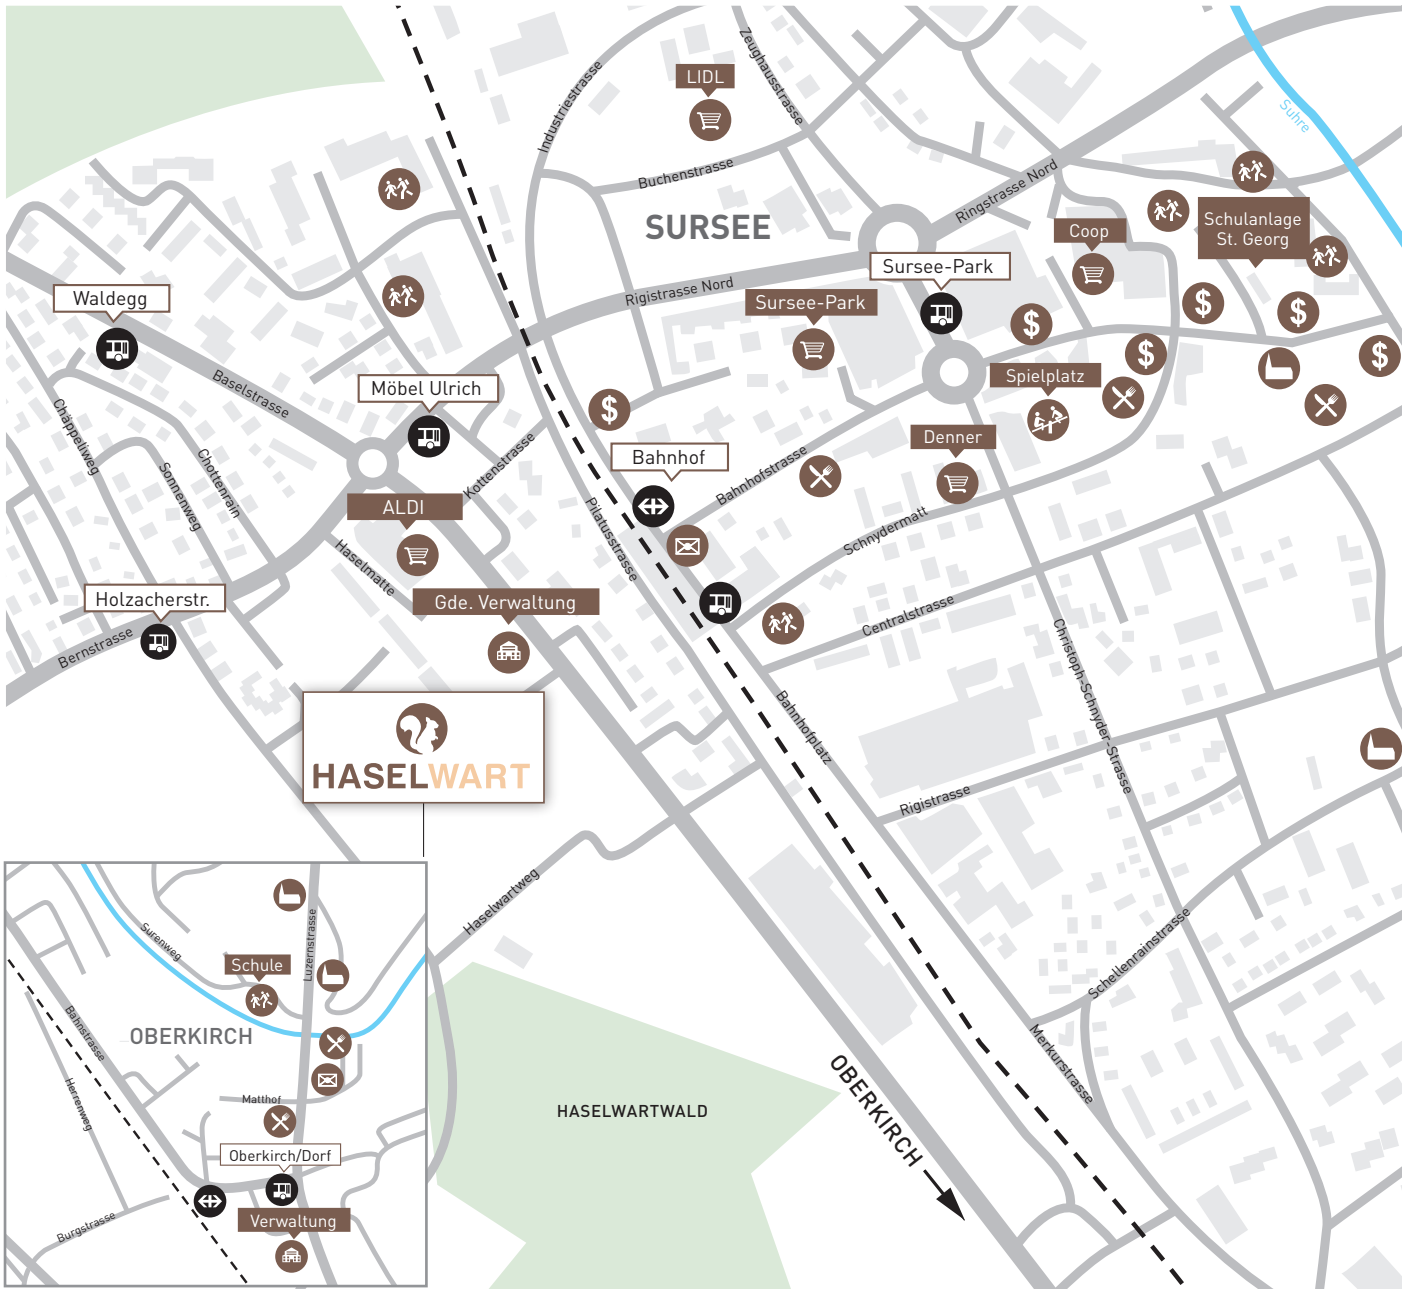 LIDL
Zeughausstrasse
Industriestrasse
Suhre
Buchenstrasse
Ringstrasse Nord
SURSEE
Coop
Schulanlage
St. Georg
Sursee-Park
Rigistrasse Nord
Sursee-Park
Waldegg
Baselstrasse
Möbel Ulrich
Spielplatz
$
$
$
$
$
$
Denner
Chäppeliweg
Sonnenweg
Chottenrain
Kottenstrasse
Bahnhof
Bahnhofstrasse
ALDI
Pilatusstrasse
Schnydermatt
Haselmatte
Holzacherstr.
Gde. Verwaltung
Centralstrasse
Bernstrasse
Christoph-Schnyder-Strasse
Bahnhofplatz
HASELWART
Rigistrasse
Haselwartweg
Schellenrainstrasse
Merkurstrasse
OBERKIRCH
HASELWARTWALD
Surenweg
Luzernstrasse
Schule
Bahnstrasse
OBERKIRCH
Herrenweg
Matthof
Oberkirch/Dorf
Verwaltung
Burgstrasse